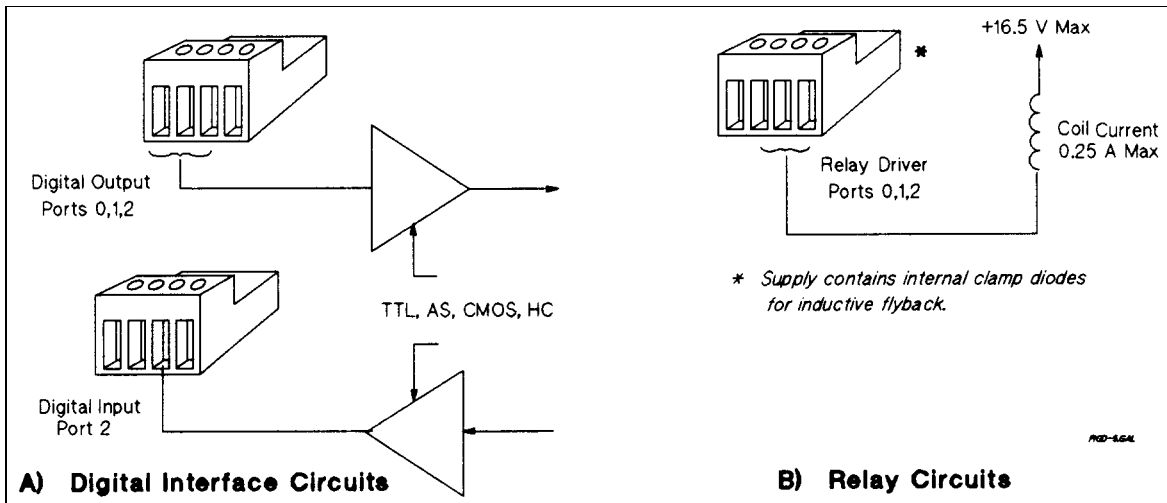 Digital Output
Ports 0,1,2
Digital Input
Port 2
TTL, AS, CMOS, HC
A) Digital Interface Circuits
*
+16.5 V Max
Coil Current
0.25 A Max
Relay Driver
Ports 0,1,2
* Supply contains internal clamp diodes
for inductive flyback.
B) Relay Circuits